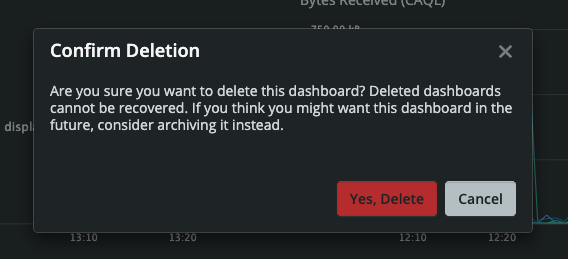 Bytes Received (CAQL)
750.00 kB
Confirm Deletion
Are you sure you want to delete this dashboard? Deleted dashboards
cannot be recovered. If you think you might want this dashboard in the
future, consider archiving it instead.
displ
Yes, Delete
Cancel
13:10
13:20
12:10
12:20